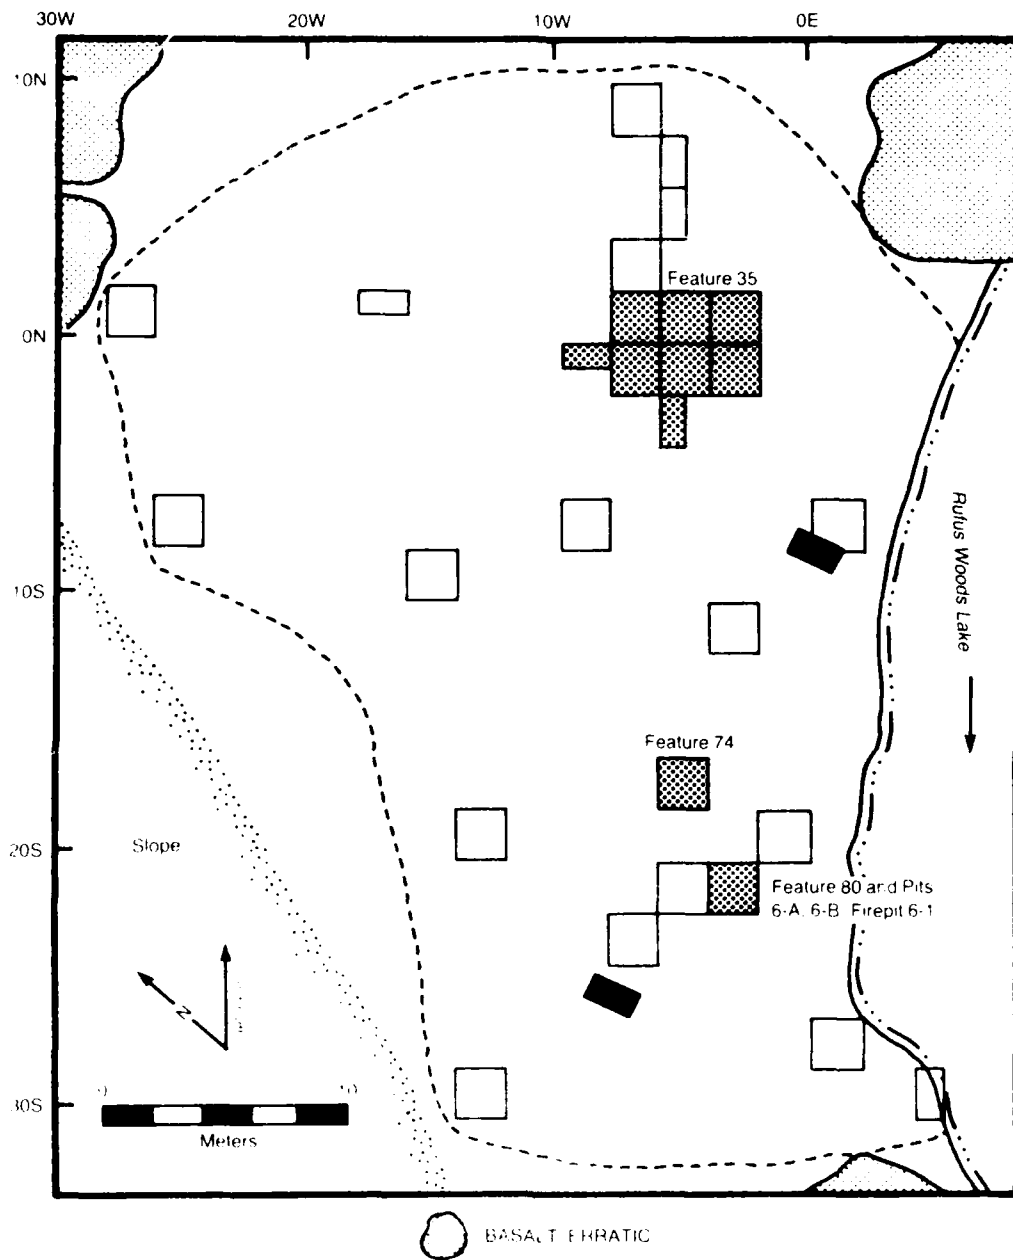 30W 20W 10W 0E
10N
Feature 35
0N
Rufus Woods Lake
10S
Feature 74
20S
Slope
Feature 80 and Pits
6-A, 6-B, Firepit 6-1
N
10
30S
Meters
BASALT ERRATIC